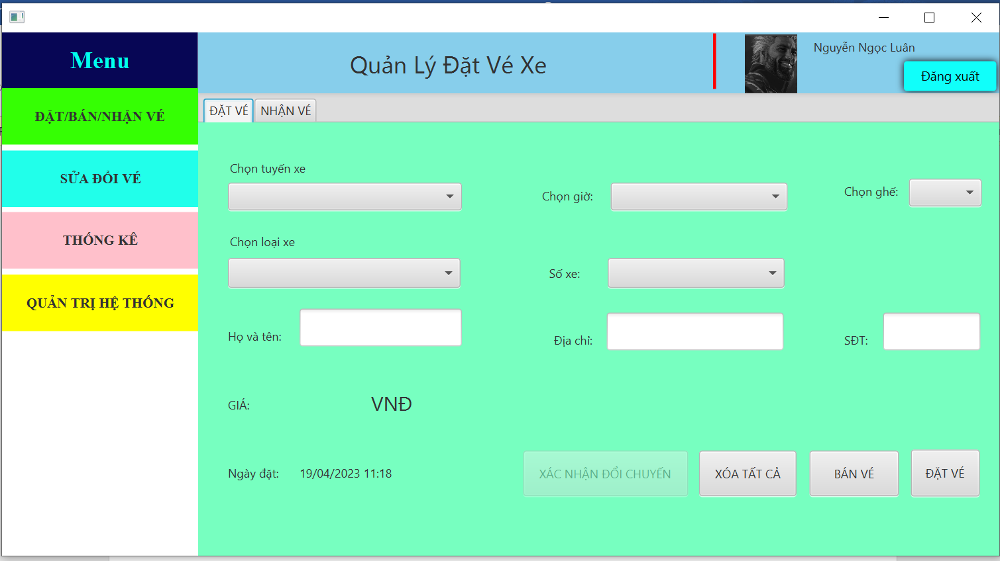 Menu
ĐẶT/BÁN/NHẬN VÉ
SỬA ĐỔI VÉ
THỐNG KÊ
QUẢN TRỊ HỆ THỐNG
Quản Lý Đặt Vé Xe
Nguyễn Ngọc Luân
Đăng xuất
ĐẶT VÉ
NHẬN VÉ
Chọn tuyến xe
Chọn giờ:
Chọn ghế:
Chọn loại xe
Số xe:
Họ và tên:
Địa chỉ:
SĐT:
GIÁ:
VNĐ
Ngày đặt:
19/04/2023 11:18
XÁC NHẬN ĐỔI CHUYẾN
XÓA TẤT CẢ
BÁN VÉ
ĐẶT VÉ